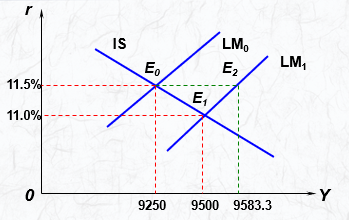 r
IS LM₀
E₀ E₂ LM₁
11.5%
E₁
11.0%
0 Y
9250 9500 9583.3